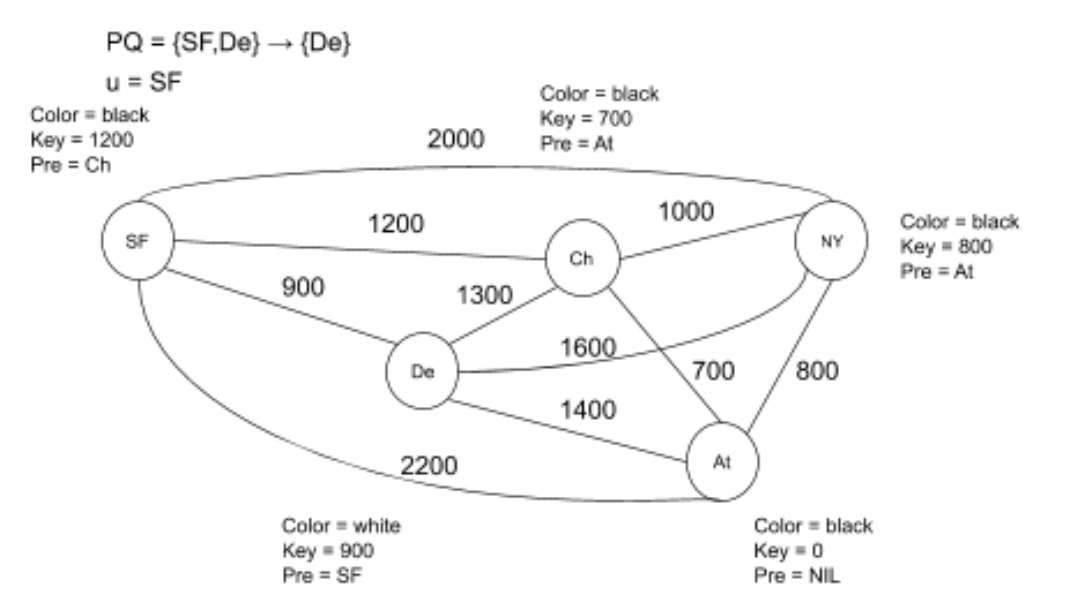 PQ = {SF,De} → {De}
u = SF
Color = black
Key = 1200
Pre = Ch
Color = black
Key = 700
Pre = At
2000
SF
1200
Ch
1000
NY
Color = black
Key = 800
Pre = At
900
1300
De
1600
700
800
1400
At
2200
Color = white
Key = 900
Pre = SF
Color = black
Key = 0
Pre = NIL